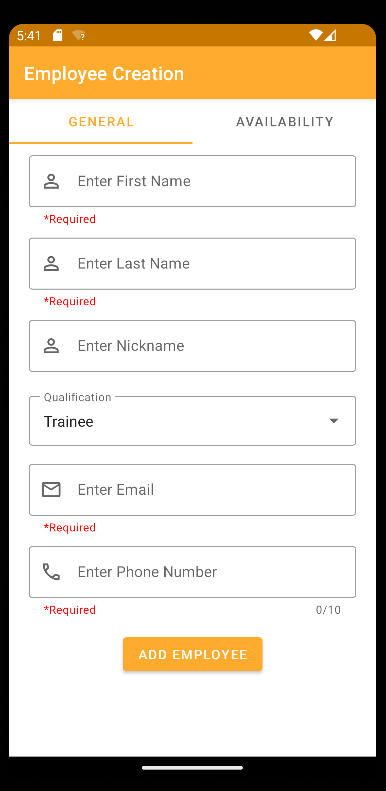 5:41
Employee Creation
GENERAL
AVAILABILITY
Enter First Name
*Required
Enter Last Name
*Required
Enter Nickname
Qualification
Trainee
Enter Email
*Required
Enter Phone Number
*Required 0/10
ADD EMPLOYEE